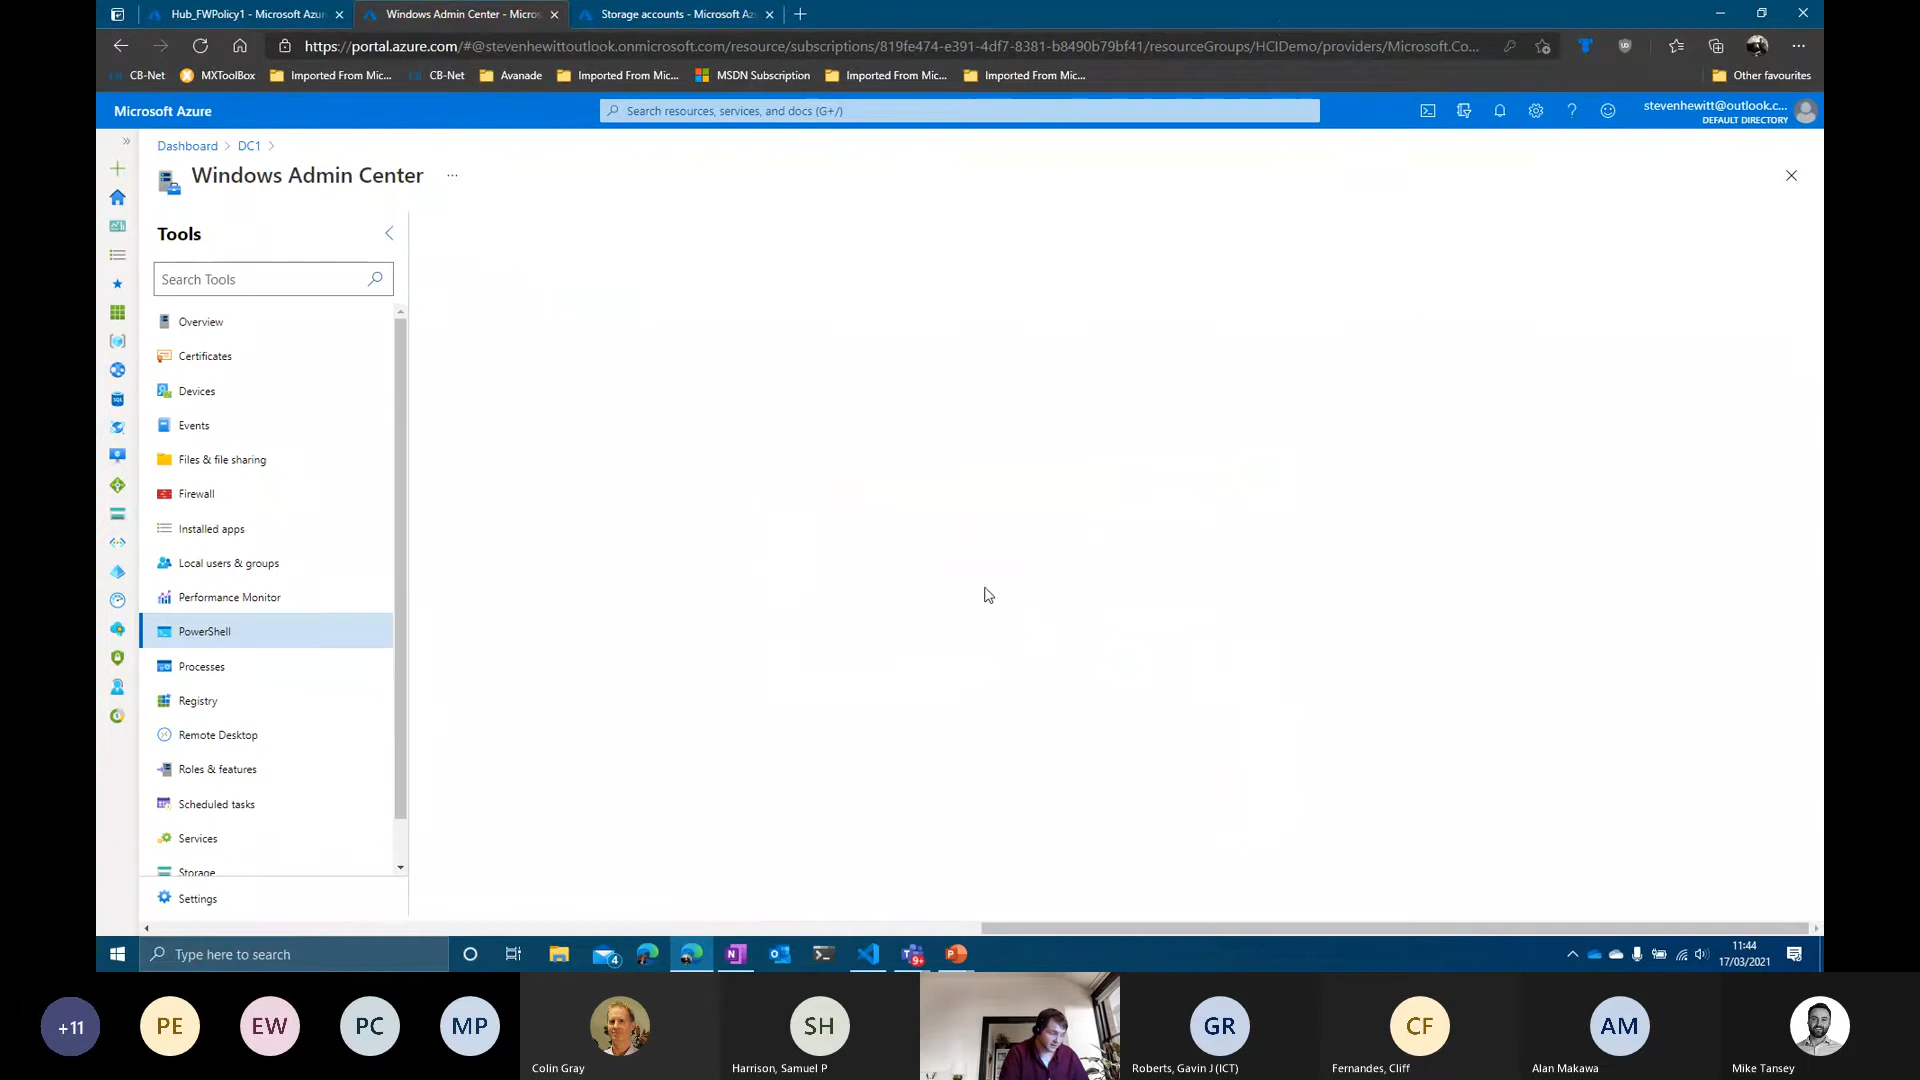 Hub_FWPolicy1 - Microsoft Azu
Windows Admin Center - Micros
Storage accounts - Microsoft Az
https://portal.azure.com/#@stevenhewittoutlook.onmicrosoft.com/resource/subscriptions/819fe474-e391-4df7-8381-b8490b79bf41/resourceGroups/HCIDemo/providers/Microsoft.Co...
CB-Net
MXToolBox
Imported From Mic...
CB-Net
Avanade
Imported From Mic...
MSDN Subscription
Imported From Mic...
Imported From Mic...
Other favourites
Microsoft Azure
Search resources, services, and docs (G+/)
stevenhewitt@outlook.c...
DEFAULT DIRECTORY
Dashboard > DC1 >
Windows Admin Center ...
Tools
Search Tools
Overview
Certificates
Devices
Events
Files & file sharing
Firewall
Installed apps
Local users & groups
Performance Monitor
PowerShell
Processes
Registry
Remote Desktop
Roles & features
Scheduled tasks
Services
Storage
Settings
Type here to search
4
9+
11:44
17/03/2021
+11
PE
EW
PC
MP
Colin Gray
SH
Harrison, Samuel P
GR
Roberts, Gavin J (ICT)
CF
Fernandes, Cliff
AM
Alan Makawa
Mike Tansey